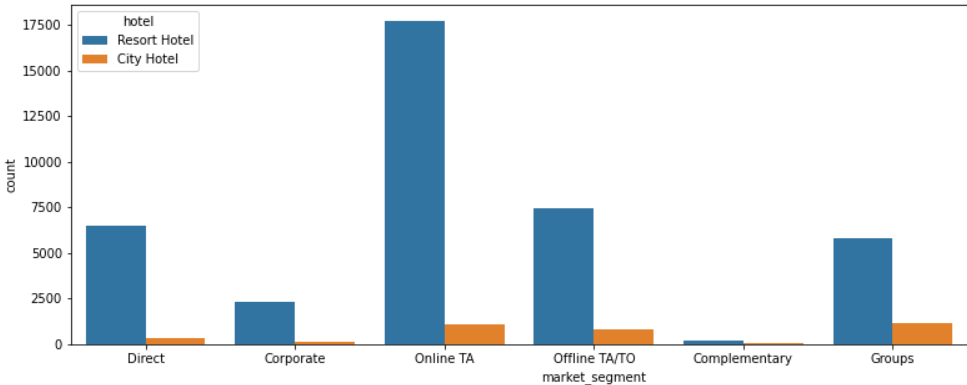 hotel
Resort Hotel
City Hotel
17500
15000
12500
10000
7500
5000
2500
0
count
Direct Corporate Online TA Offline TA/TO Complementary Groups
market_segment